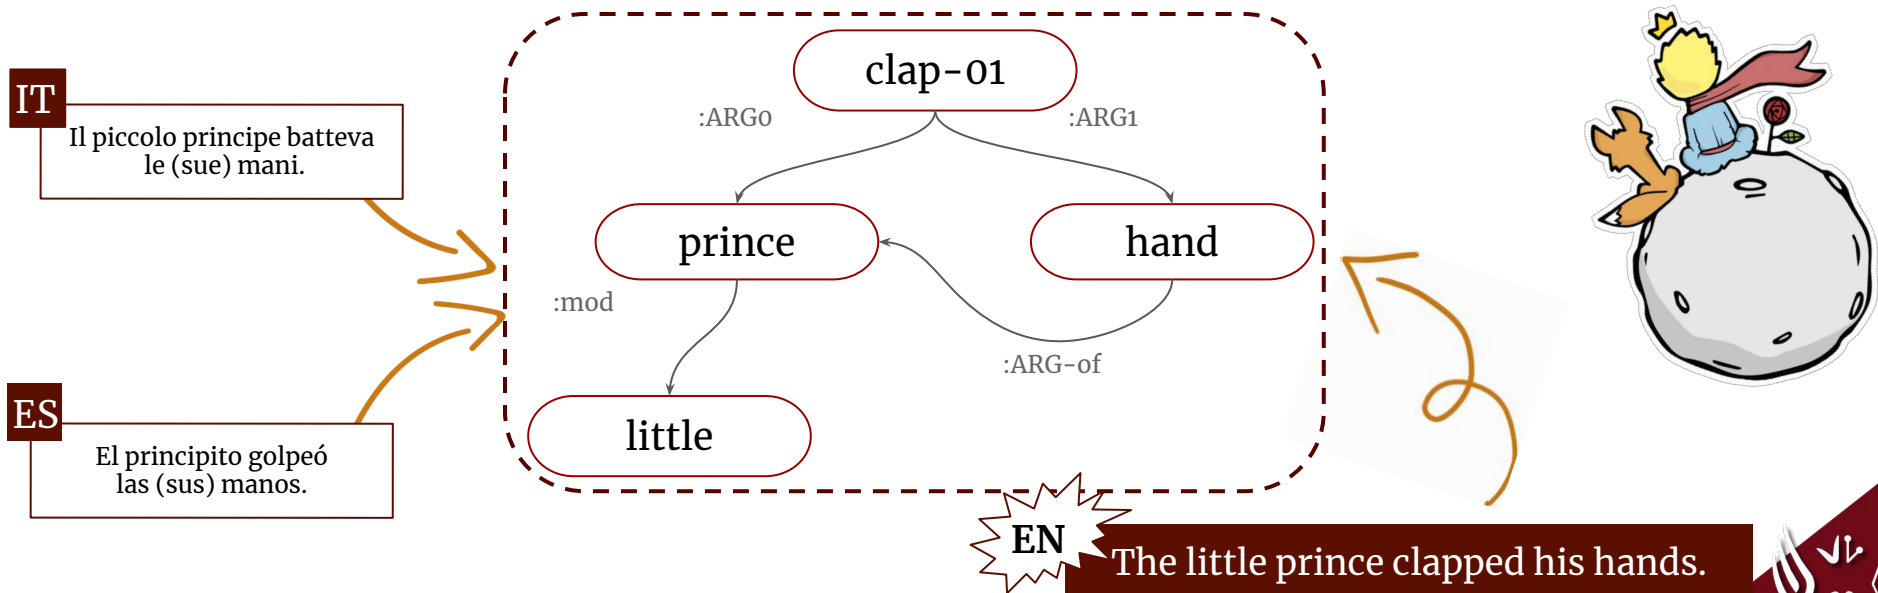 IT
Il piccolo principe batteva
le (sue) mani.
ES
El principito golpeó
las (sus) manos.
clap-01
:ARG0
:ARG1
prince
hand
:mod
:ARG-of
little
EN
The little prince clapped his hands.